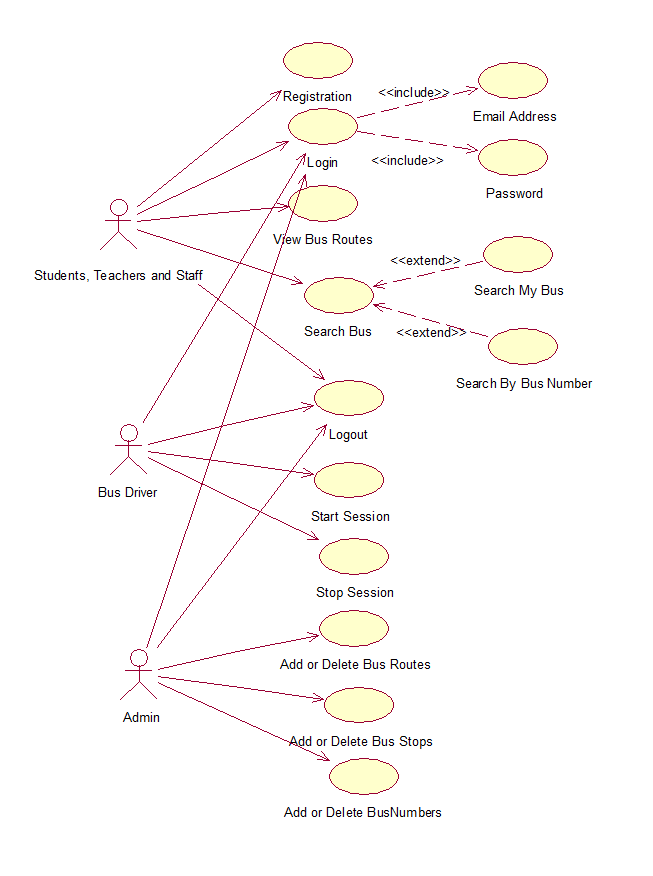 Registration
<<include>>
Email Address
Login
<<include>>
Password
View Bus Routes
Students, Teachers and Staff
<<extend>>
Search My Bus
Search Bus
<<extend>>
Search By Bus Number
Logout
Bus Driver
Start Session
Stop Session
Add or Delete Bus Routes
Admin
Add or Delete Bus Stops
Add or Delete BusNumbers